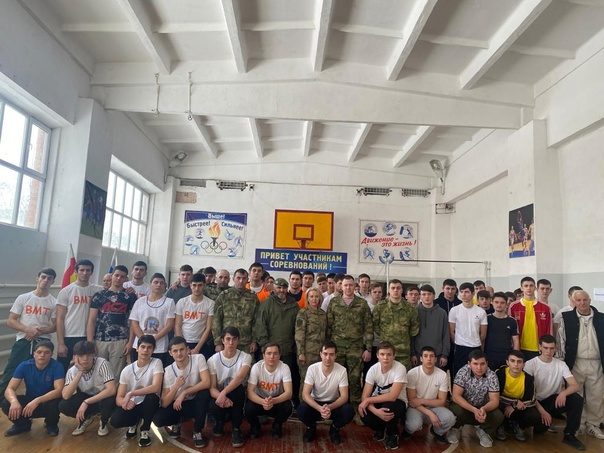 Выше!
Быстрее! Сильнее!
ПРИВЕТ УЧАСТНИКАМ
СОРЕВНОВАНИЙ!
Движение -
это жизнь!
ВМТ
ВМТ
ВМТ
ВМТ